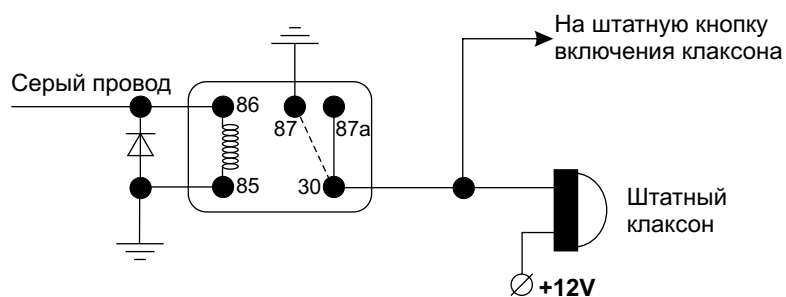 На штатную кнопку
включения клаксона
Серый провод
86
87
87a
85
30
Штатный
клаксон
+12V